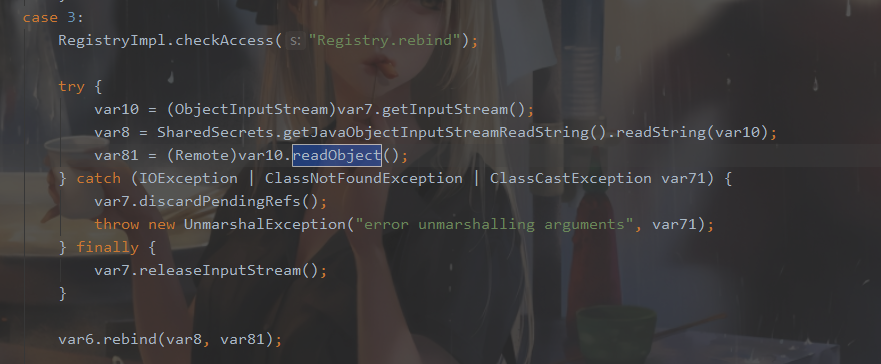 case 3:
RegistryImpl.checkAccess( s: "Registry.rebind");
try {
var10 = (ObjectInputStream)var7.getInputStream();
var8 = SharedSecrets.getJavaObjectInputStreamReadString().readString(var10);
var81 = (Remote)var10.readObject();
} catch (IOException | ClassNotFoundException | ClassCastException var71) {
var7.discardPendingRefs();
throw new UnmarshalException("error unmarshalling arguments", var71);
} finally {
var7.releaseInputStream();
}
var6.rebind(var8, var81);